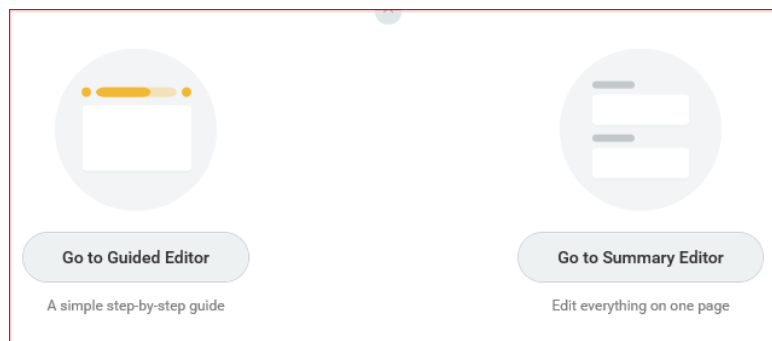 Go to Guided Editor
A simple step-by-step guide
Go to Summary Editor
Edit everything on one page